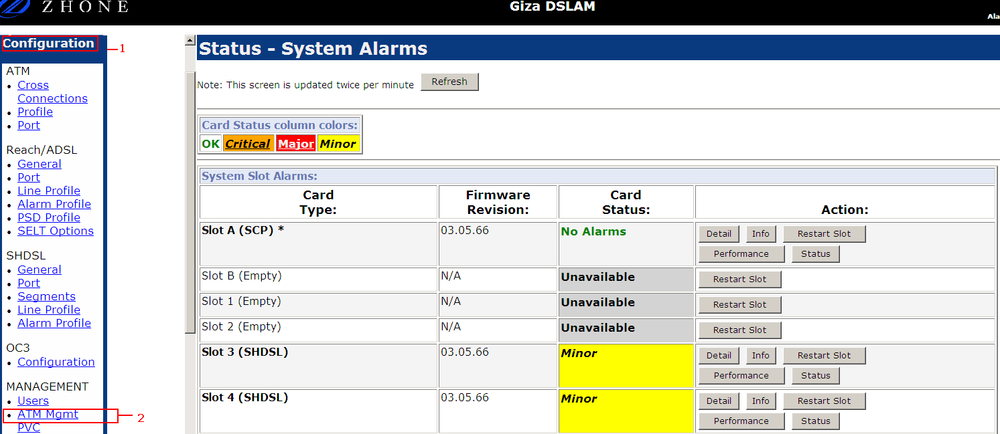 ZHONE
Giza DSLAM
Ala
Configuration
1
ATM
Cross
Connections
Profile
Port
Reach/ADSL
General
Port
Line Profile
Alarm Profile
PSD Profile
SELT Options
SHDSL
General
Port
Segments
Line Profile
Alarm Profile
OC3
Configuration
MANAGEMENT
Users
ATM Mgmt
2
PVC
Status - System Alarms
Note: This screen is updated twice per minute Refresh
Card Status column colors:
OK Critical Major Minor
System Slot Alarms:
Card Type: Firmware Revision: Card Status: Action:
Slot A (SCP) * 03.05.66 No Alarms Detail Info Restart Slot
Performance Status
Slot B (Empty) N/A Unavailable Restart Slot
Slot 1 (Empty) N/A Unavailable Restart Slot
Slot 2 (Empty) N/A Unavailable Restart Slot
Slot 3 (SHDSL) 03.05.66 Minor Detail Info Restart Slot
Performance Status
Slot 4 (SHDSL) 03.05.66 Minor Detail Info Restart Slot
Performance Status